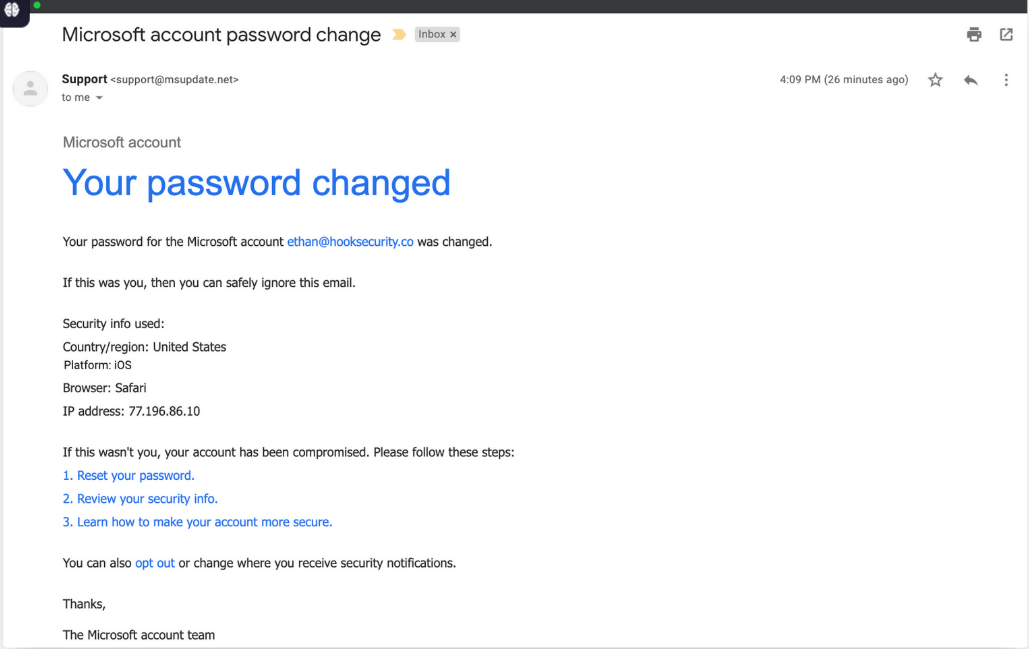 Microsoft account password change Inbox ×
Support <support@msupdate.net> 4:09 PM (26 minutes ago)
to me
Microsoft account
Your password changed
Your password for the Microsoft account ethan@hooksecurity.co was changed.
If this was you, then you can safely ignore this email.
Security info used:
Country/region: United States
Platform: iOS
Browser: Safari
IP address: 77.196.86.10
If this wasn't you, your account has been compromised. Please follow these steps:
1. Reset your password.
2. Review your security info.
3. Learn how to make your account more secure.
You can also opt out or change where you receive security notifications.
Thanks,
The Microsoft account team